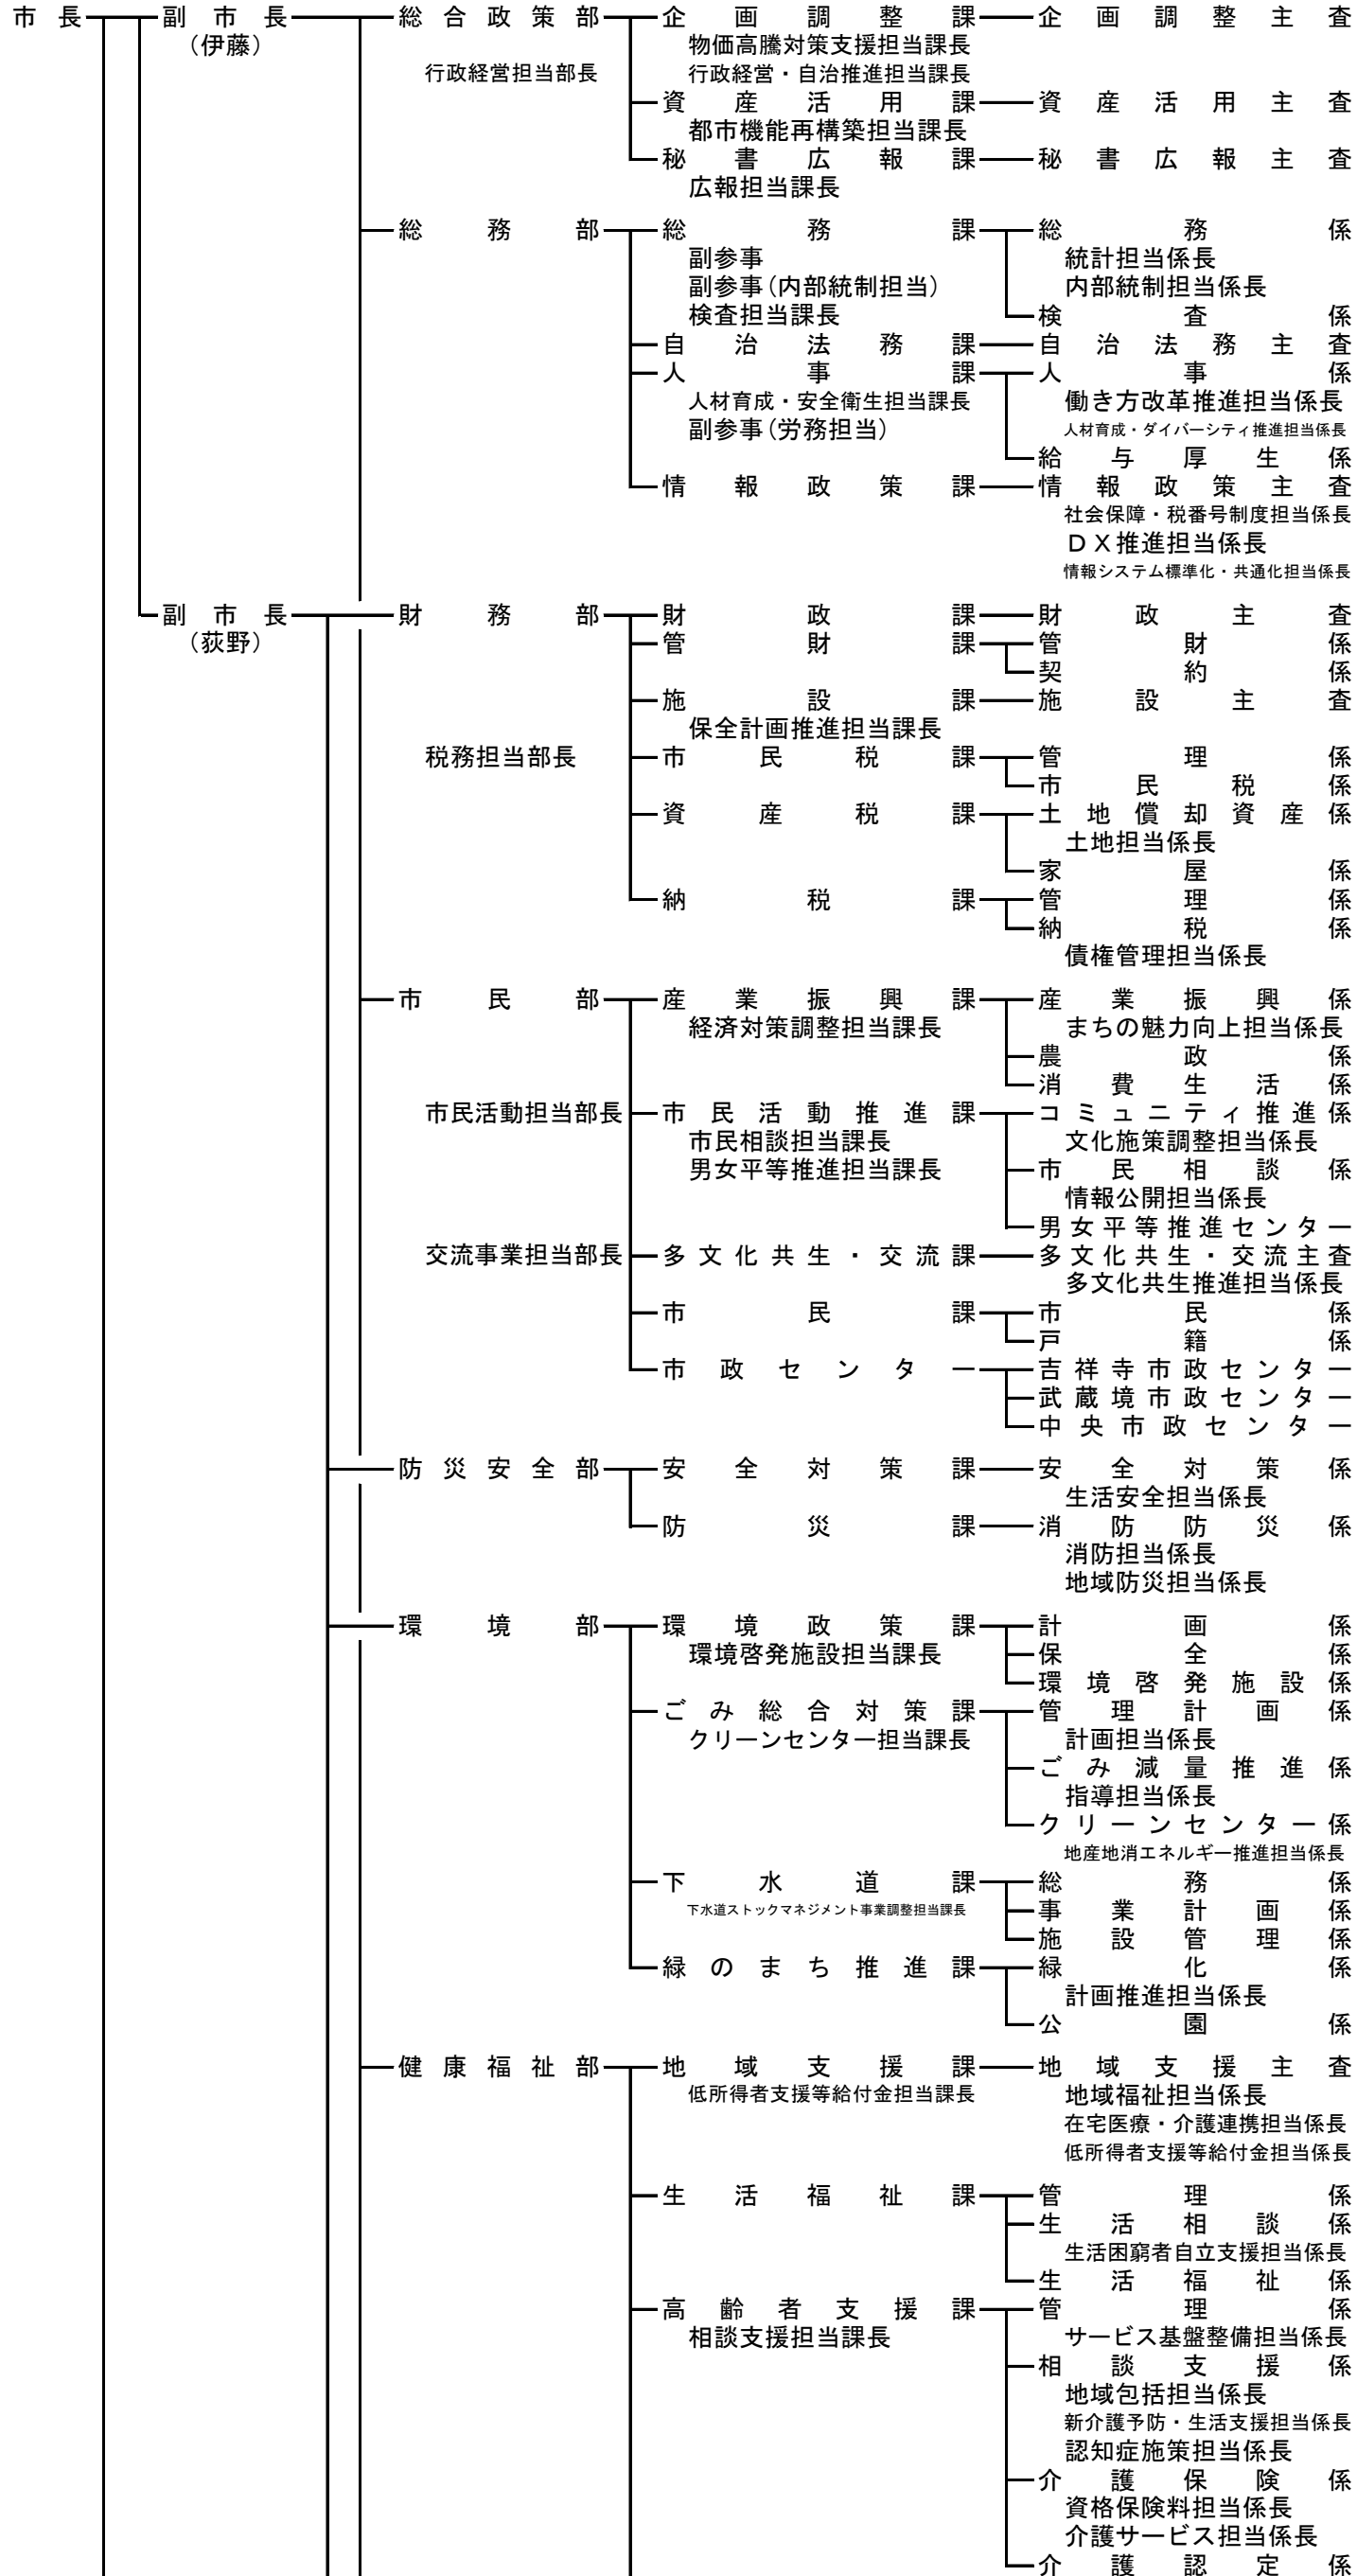 市長 副市長 総合政策部 企画調整課 企画調整主査
（伊藤） 物価高騰対策支援担当課長
行政経営担当部長 行政経営・自治推進担当課長
資産活用課 資産活用主査
都市機能再構築担当課長
秘書広報課 秘書広報主査
広報担当課長
総務部 総務課 総務係
副参事 統計担当係長
副参事（内部統制担当） 内部統制担当係長
検査担当課長 検査係
自治法務課 自治法務主査
人事課 人事係
人材育成・安全衛生担当課長 働き方改革推進担当係長
副参事（労務担当） 人材育成・ダイバーシティ推進担当係長
給与厚生係
情報政策課 情報政策主査
社会保障・税番号制度担当係長
ＤＸ推進担当係長
情報システム標準化・共通化担当係長
副市長 財務部 財政課 財政主査
（荻野） 管財課 管財係
契約係
施設課 施設主査
保全計画推進担当課長
税務担当部長 市民税課 管理係
市民税係
資産税課 土地償却資産係
土地担当係長
家屋係
納税課 管理係
納税係
債権管理担当係長
市民部 産業振興課 産業振興係
経済対策調整担当課長 まちの魅力向上担当係長
農政係
消費生活係
市民活動担当部長 市民活動推進課 コミュニティ推進係
市民相談担当課長 文化施策調整担当係長
男女平等推進担当課長 市民相談係
情報公開担当係長
男女平等推進センター
交流事業担当部長 多文化共生・交流課 多文化共生・交流主査
多文化共生推進担当係長
市民課 市民係
戸籍係
市政センター 吉祥寺市政センター
武蔵境市政センター
中央市政センター
防災安全部 安全対策課 安全対策係
生活安全担当係長
防災課 消防防災係
消防担当係長
地域防災担当係長
環境部 環境政策課 計画係
環境啓発施設担当課長 保全係
環境啓発施設係
ごみ総合対策課 管理計画係
クリーンセンター担当課長 計画担当係長
ごみ減量推進係
指導担当係長
クリーンセンター係
地産地消エネルギー推進担当係長
下水道課 総務係
下水道ストックマネジメント事業調整担当課長 事業計画係
施設管理係
緑のまち推進課 緑化係
計画推進担当係長
公園係
健康福祉部 地域支援課 地域支援主査
低所得者支援等給付金担当課長 地域福祉担当係長
在宅医療・介護連携担当係長
低所得者支援等給付金担当係長
生活福祉課 管理係
生活相談係
生活困窮者自立支援担当係長
生活福祉係
高齢者支援課 管理係
相談支援担当課長 サービス基盤整備担当係長
相談支援係
地域包括担当係長
新介護予防・生活支援担当係長
認知症施策担当係長
介護保険係
資格保険料担当係長
介護サービス担当係長
介護認定係